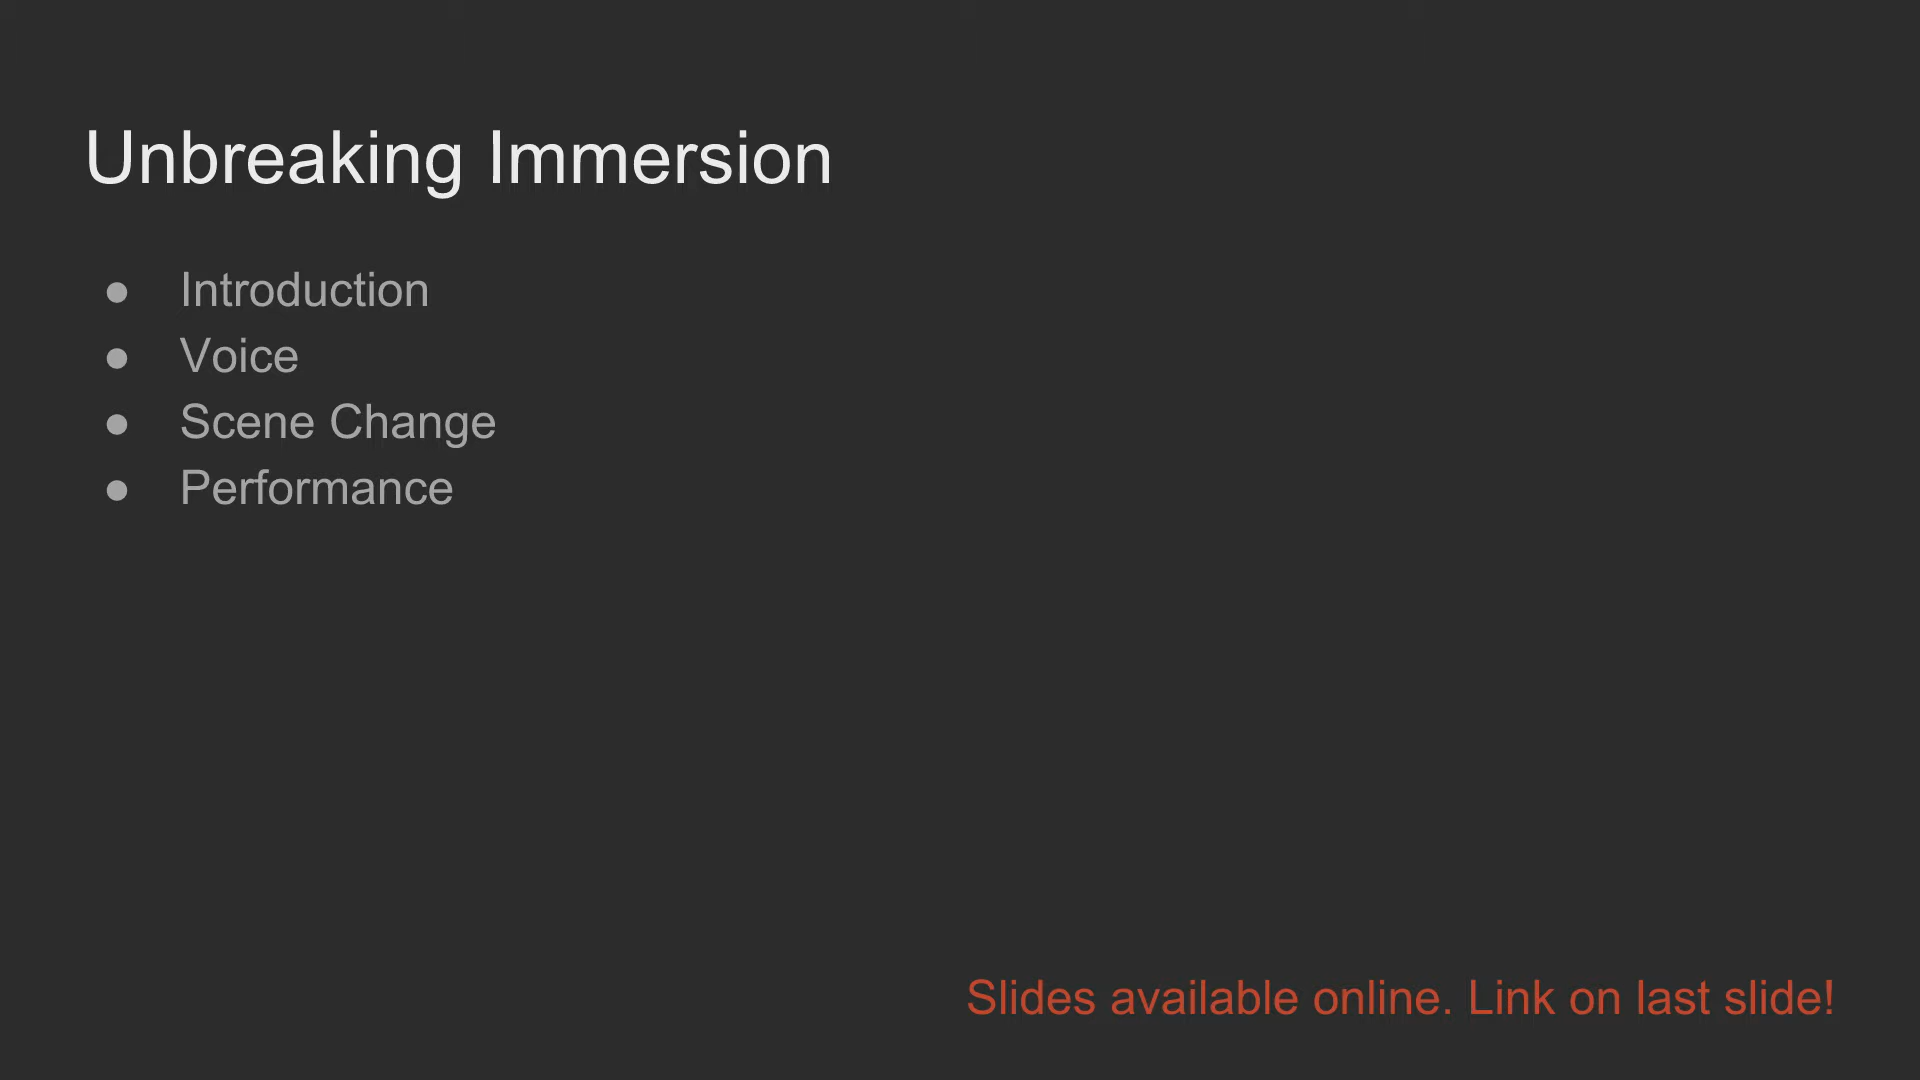 Unbreaking Immersion
● Introduction
● Voice
● Scene Change
● Performance
Slides available online. Link on last slide!